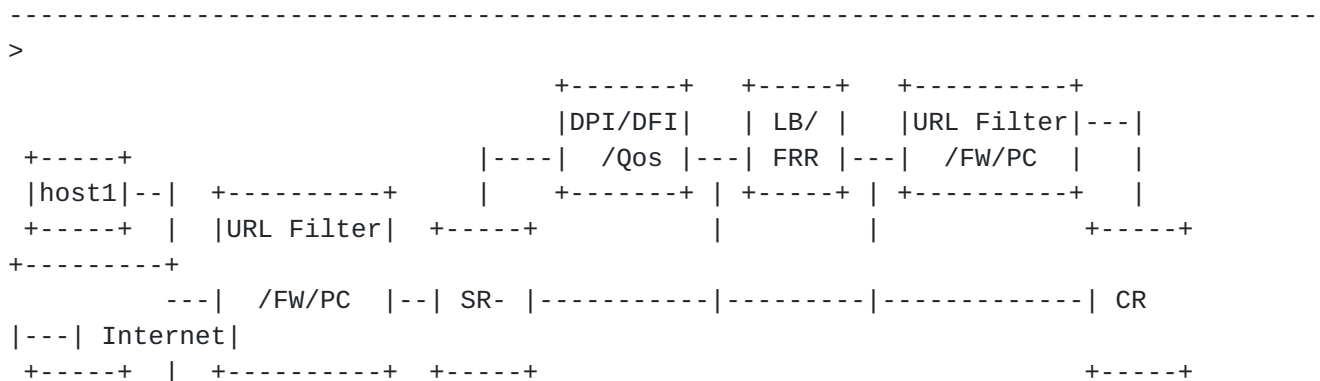 ---------------------------------------------------------------------------------
>
                                  +-------+   +-----+   +----------+
                                  |DPI/DFI|   | LB/ |   |URL Filter|---|
 +-----+                     |----| /Qos |---| FRR |---| /FW/PC  |   |
 |host1|--|  +----------+     |    +-------+ | +-----+ | +----------+   |
 +-----+  |  |URL Filter|  +-----+           |         |             +-----+
+---------+
          ---| /FW/PC |--| SR- |-----------|---------|-------------| CR
|---| Internet|
 +-----+  |  +----------+  +-----+                                   +-----+